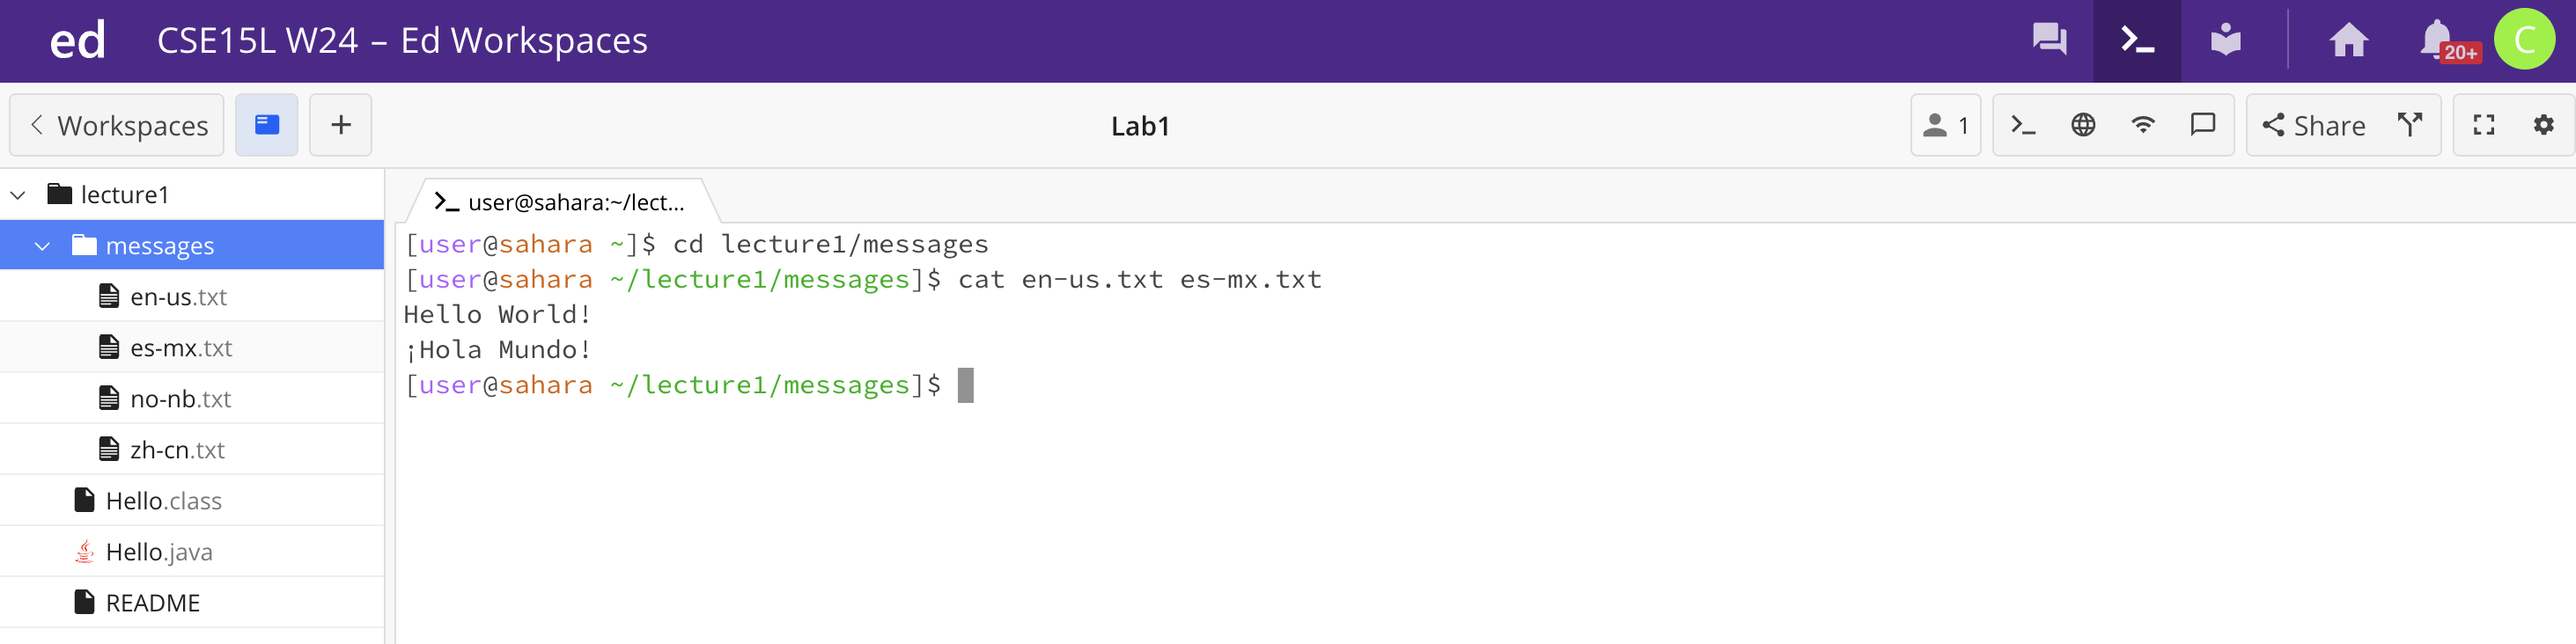 ed
CSE15L W24 – Ed Workspaces
20+
C
Workspaces
+
Lab1
1
Share
lecture1
messages
en-us.txt
es-mx.txt
no-nb.txt
zh-cn.txt
Hello.class
Hello.java
README
user@sahara:~/lect...
[user@sahara ~]$ cd lecture1/messages
[user@sahara ~/lecture1/messages]$ cat en-us.txt es-mx.txt
Hello World!
¡Hola Mundo!
[user@sahara ~/lecture1/messages]$